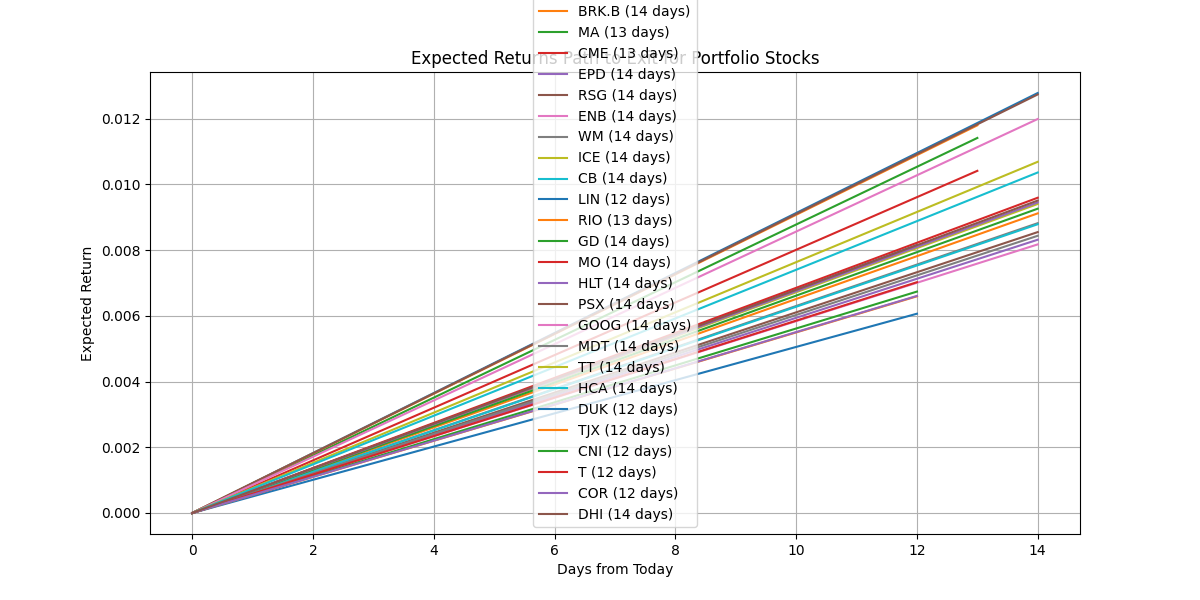 BRK.B (14 days)
MA (13 days)
CME (13 days)
Expected Returns Path to Exit for Portfolio Stocks
EPD (14 days)
RSG (14 days)
ENB (14 days)
WM (14 days)
ICE (14 days)
CB (14 days)
LIN (12 days)
RIO (13 days)
GD (14 days)
MO (14 days)
HLT (14 days)
PSX (14 days)
GOOG (14 days)
MDT (14 days)
TT (14 days)
HCA (14 days)
DUK (12 days)
TJX (12 days)
CNI (12 days)
T (12 days)
COR (12 days)
DHI (14 days)
Expected Return
0.012
0.010
0.008
0.006
0.004
0.002
0.000
0 2 4 6 8 10 12 14
Days from Today